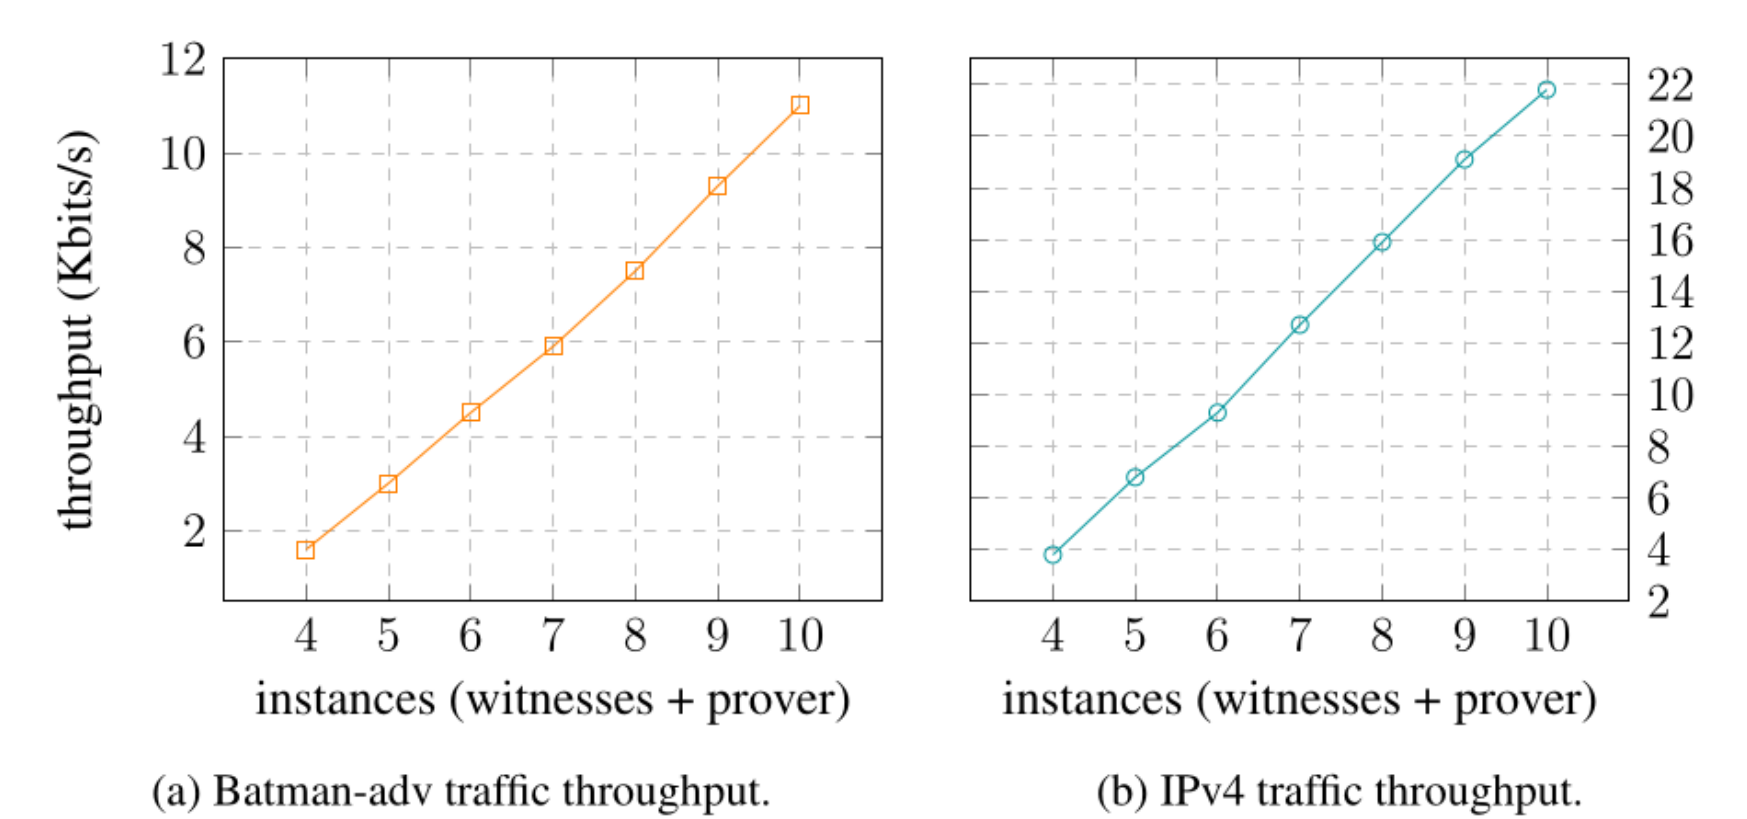 throughput (Kbits/s)
12
10
8
6
4
2
4 5 6 7 8 9 10
instances (witnesses + prover)
(a) Batman-adv traffic throughput.
22
20
18
16
14
12
10
8
6
4
2
4 5 6 7 8 9 10
instances (witnesses + prover)
(b) IPv4 traffic throughput.